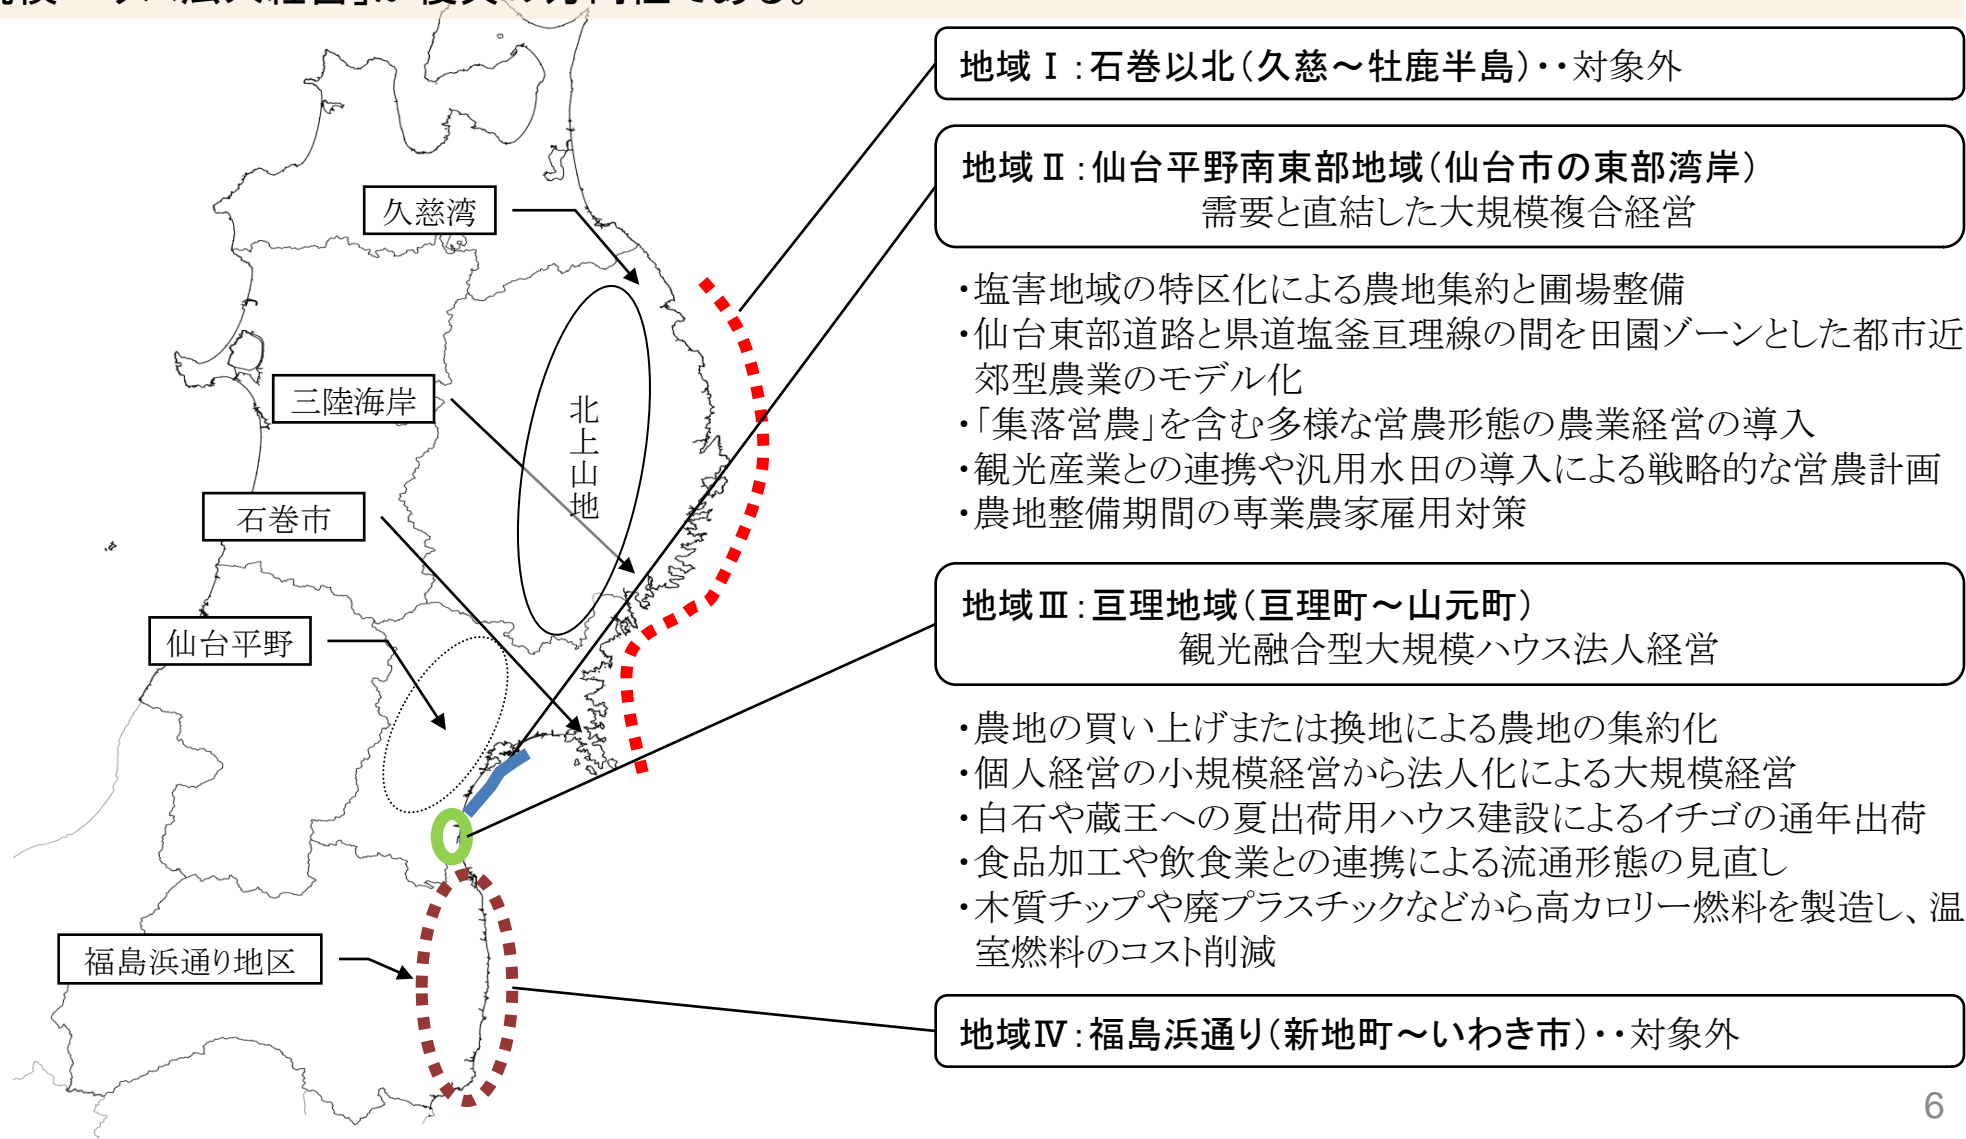 地域Ⅰ：石巻以北（久慈～牡鹿半島）・・対象外
地域Ⅱ：仙台平野南東部地域（仙台市の東部湾岸）
需要と直結した大規模複合経営
・塩害地域の特区化による農地集約と圃場整備
・仙台東部道路と県道塩釜亘理線の間を田園ゾーンとした都市近
郊型農業のモデル化
・「集落営農」を含む多様な営農形態の農業経営の導入
・観光産業との連携や汎用水田の導入による戦略的な営農計画
・農地整備期間の専業農家雇用対策
地域Ⅲ：亘理地域（亘理町～山元町）
観光融合型大規模ハウス法人経営
・農地の買い上げまたは換地による農地の集約化
・個人経営の小規模経営から法人化による大規模経営
・白石や蔵王への夏出荷用ハウス建設によるイチゴの通年出荷
・食品加工や飲食業との連携による流通形態の見直し
・木質チップや廃プラスチックなどから高カロリー燃料を製造し、温
室燃料のコスト削減
地域Ⅳ：福島浜通り（新地町～いわき市）・・対象外
久慈湾
三陸海岸
北上山地
石巻市
仙台平野
福島浜通り地区
6